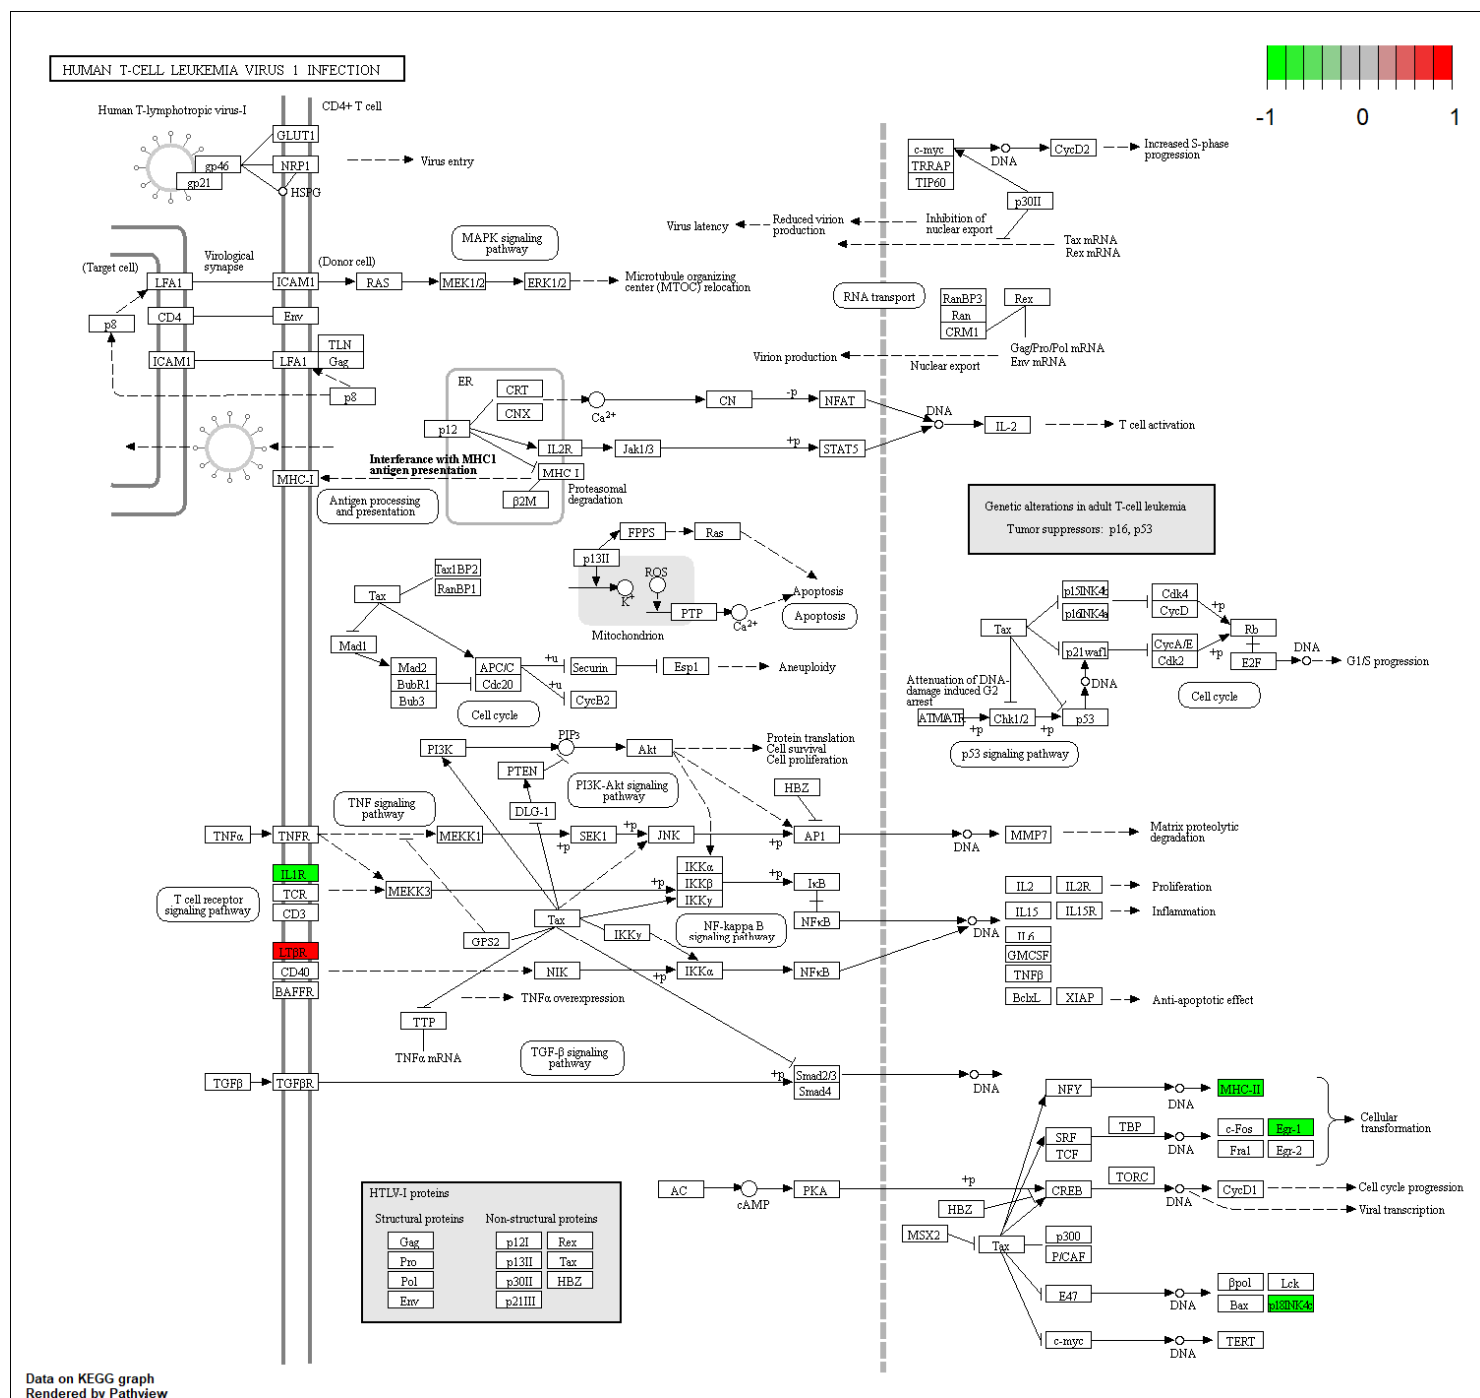 HUMAN T-CELL LEUKEMIA VIRUS 1 INFECTION
-1 0 1
Human T-lymphotropic virus-I
CD4+ T cell
GLUT1
gp46
NRP1
Virus entry
gp21
HSPG
c-myc
TRRAP
TIP60
DNA
CycD2
Increased S-phase
progression
p30II
Virus latency
Reduced virion
production
Inhibition of
nuclear export
Tax mRNA
Rex mRNA
MAPK signaling
pathway
(Target cell)
Virological
synapse
(Donor cell)
LFA1
ICAM1
RAS
MEK1/2
ERK1/2
Microtubule organizing
center (MTOC) relocation
p8
CD4
Env
ICAM1
LFA1
TLN
Gag
p8
RNA transport
RanBP3
Ran
CRM1
Rex
Virion production
Nuclear export
Gag/Pro/Pol mRNA
Env mRNA
ER
CRT
CNX
Ca2+
CN
-p
NFAT
DNA
IL-2
T cell activation
p12
IL2R
Jak1/3
+p
STAT5
Interferance with MHC1
antigen presentation
MHC-I
MHC I
β2M
Proteasomal
degradation
Antigen processing
and presentation
Genetic alterations in adult T-cell leukemia
Tumor suppressors: p16, p53
FPPS
Ras
p13II
ROS
K+
PTP
Ca2+
Apoptosis
Apoptosis
Mitochondrion
Tax1BP2
RanBP1
Tax
Mad1
Mad2
BubR1
Bub3
APC/C
Cdc20
+u
+u
Securin
Esp1
Aneuploidy
CycB2
Cell cycle
Tax
p15INK4b
p16INK4a
p21waf1
Cdk4
CycD
+p
CycA/E
Cdk2
+p
Rb
E2F
DNA
G1/S progression
DNA
Attenuation of DNA-
damage induced G2
arrest
ATM/ATR
+p
Chk1/2
+p
p53
Cell cycle
p53 signaling pathway
PI3K
PIP3
Akt
Protein translation
Cell survival
Cell proliferation
PTEN
DLG-1
PI3K-Akt signaling
pathway
TNF signaling
pathway
HBZ
TNFα
TNFR
MEKK1
+p
SEK1
+p
JNK
+p
AP1
DNA
MMP7
Matrix proteolytic
degradation
IL1R
TCR
CD3
T cell receptor
signaling pathway
MEKK3
+p
IKKα
IKKβ
IKKγ
+p
IκB
NFκB
IL2
IL2R
Proliferation
IL15
IL15R
Inflammation
IL6
GMCSF
TNFβ
BclxL
XIAP
Anti-apoptotic effect
DNA
Tax
GPS2
IKKγ
NF-kappa B
signaling pathway
LTβR
CD40
BAFFR
NIK
+p
IKKα
NFκB
TNFα overexpression
TTP
TNFα mRNA
TGF-β signaling
pathway
TGFβ
TGFβR
+p
Smad2/3
Smad4
DNA
NFY
DNA
MHC-II
SRF
TCF
TBP
DNA
c-Fos
Egr-1
Fra1
Egr-2
Cellular
transformation
AC
cAMP
PKA
+p
CREB
TORC
DNA
CycD1
Cell cycle progression
Viral transcription
HBZ
MSX2
Tax
p300
P/CAF
E47
DNA
βpol
Lck
Bax
p18INK4c
c-myc
DNA
TERT
HTLV-I proteins
Structural proteins
Non-structural proteins
Gag
p12I
Rex
Pro
p13II
Tax
Pol
p30II
HBZ
Env
p21III
Data on KEGG graph
Rendered by Pathview